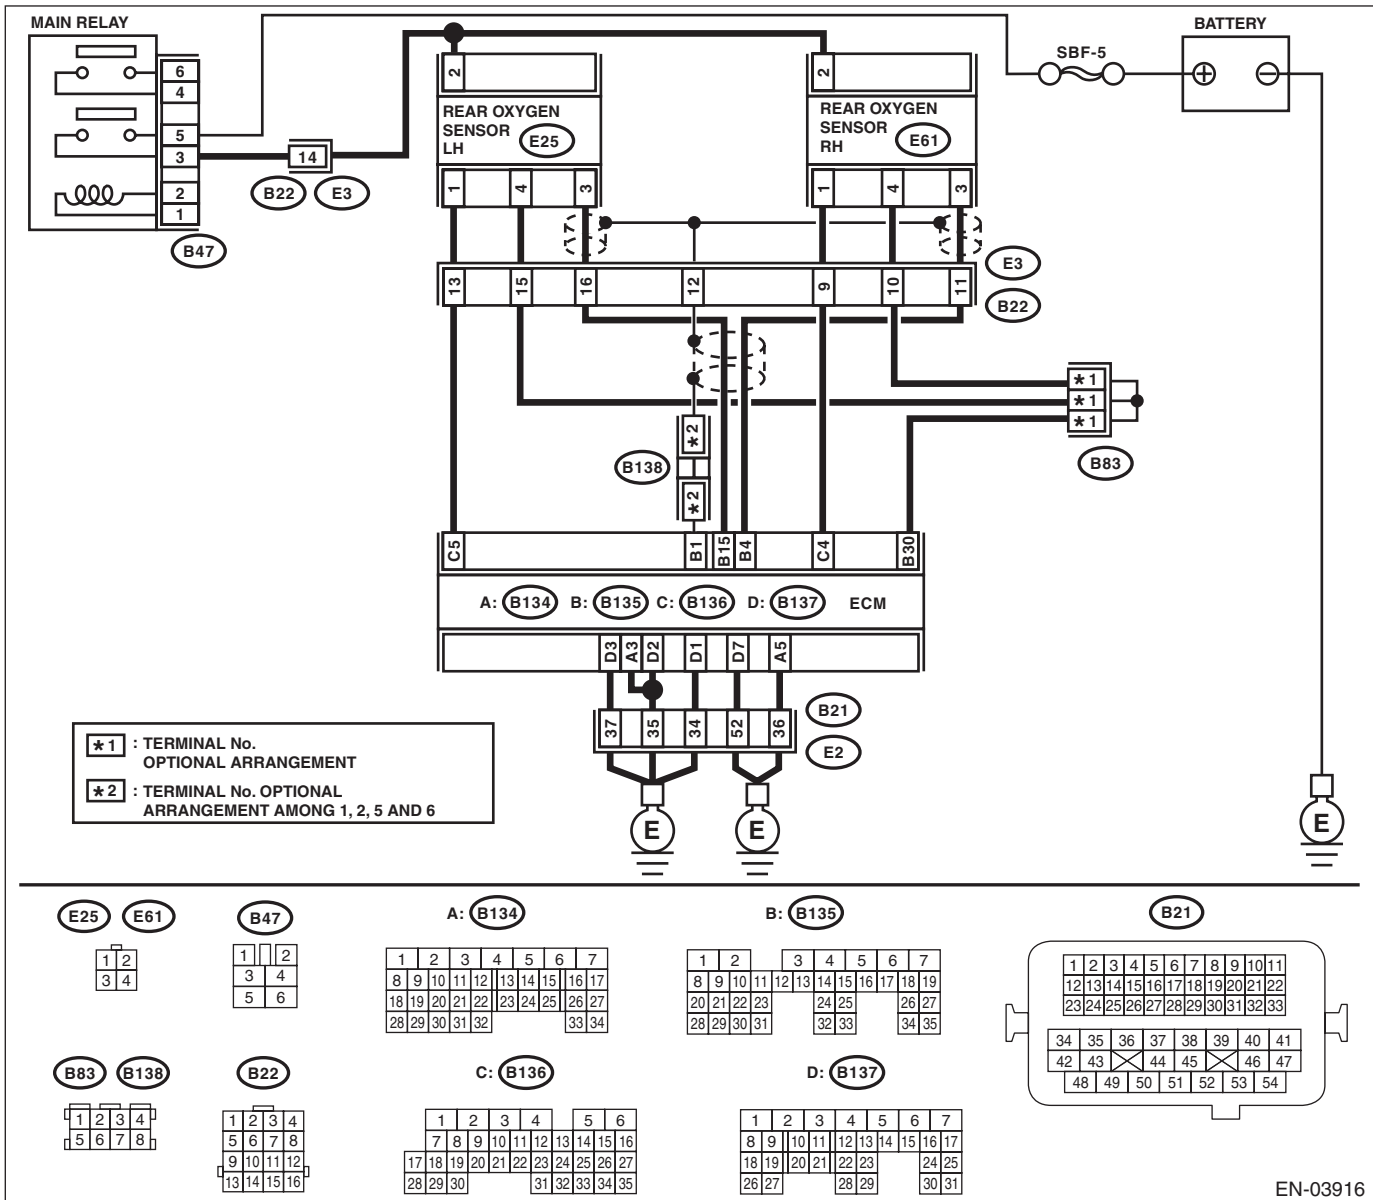 MAIN RELAY
BATTERY
SBF-5
6
4
5
3
2
1
B47
14
B22 E3
2
REAR OXYGEN
SENSOR
LH
E25
1 4 3
2
REAR OXYGEN
SENSOR
RH
E61
1 4 3
E3
B22
13 15 16 12 9 10 11
*1
*1
*1
B83
*2
B138
*2
C5 B1 B15 B4 C4 B30
A: B134 B: B135 C: B136 D: B137 ECM
D3 A3 D2 D1 D7 A5
B21
37 35 34 52 36
E2
E E E
*1 : TERMINAL No.
OPTIONAL ARRANGEMENT
*2 : TERMINAL No. OPTIONAL
ARRANGEMENT AMONG 1, 2, 5 AND 6
E25 E61
1 2
3 4
B47
1 2
3 4
5 6
A: B134
1 2 3 4 5 6 7
8 9 10 11 12 13 14 15 16 17
18 19 20 21 22 23 24 25 26 27
28 29 30 31 32 33 34
B: B135
1 2 3 4 5 6 7
8 9 10 11 12 13 14 15 16 17 18 19
20 21 22 23 24 25 26 27
28 29 30 31 32 33 34 35
B21
1 2 3 4 5 6 7 8 9 10 11
12 13 14 15 16 17 18 19 20 21 22
23 24 25 26 27 28 29 30 31 32 33
34 35 36 37 38 39 40 41
42 43 44 45 46 47
48 49 50 51 52 53 54
B83 B138
1 2 3 4
5 6 7 8
B22
1 2 3 4
5 6 7 8
9 10 11 12
13 14 15 16
C: B136
1 2 3 4 5 6
7 8 9 10 11 12 13 14 15 16
17 18 19 20 21 22 23 24 25 26 27
28 29 30 31 32 33 34 35
D: B137
1 2 3 4 5 6 7
8 9 10 11 12 13 14 15 16 17
18 19 20 21 22 23 24 25
26 27 28 29 30 31
EN-03916